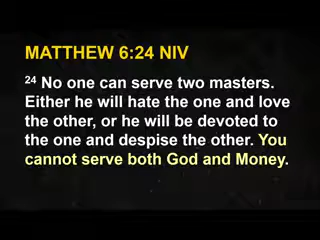 MATTHEW 6:24 NIV
24 No one can serve two masters.
Either he will hate the one and love
the other, or he will be devoted to
the one and despise the other. You
cannot serve both God and Money.